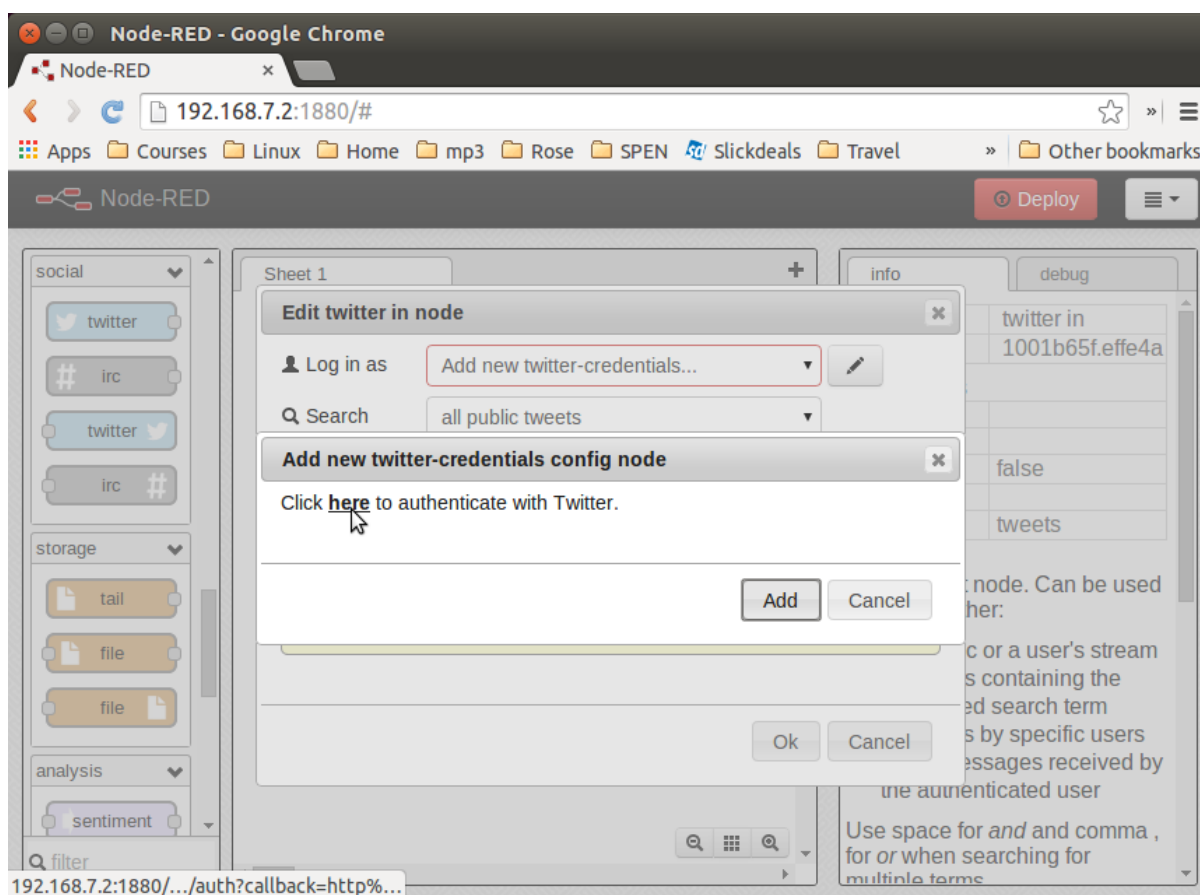 Node-RED - Google Chrome
Node-RED ×
192.168.7.2:1880/#
Apps Courses Linux Home mp3 Rose SPEN Slickdeals Travel » Other bookmarks
Node-RED
Deploy
social
twitter
irc
twitter
irc
storage
tail
file
file
analysis
sentiment
filter
Sheet 1
Edit twitter in node
Log in as Add new twitter-credentials...
Search all public tweets
Add new twitter-credentials config node
Click here to authenticate with Twitter.
Add Cancel
Ok Cancel
info debug
twitter in
1001b65f.effe4a
false
tweets
node. Can be used
her:
c or a user's stream
s containing the
ed search term
s by specific users
essages received by
the authenticated user
Use space for and and comma ,
for or when searching for
multiple terms
192.168.7.2:1880/.../auth?callback=http%...